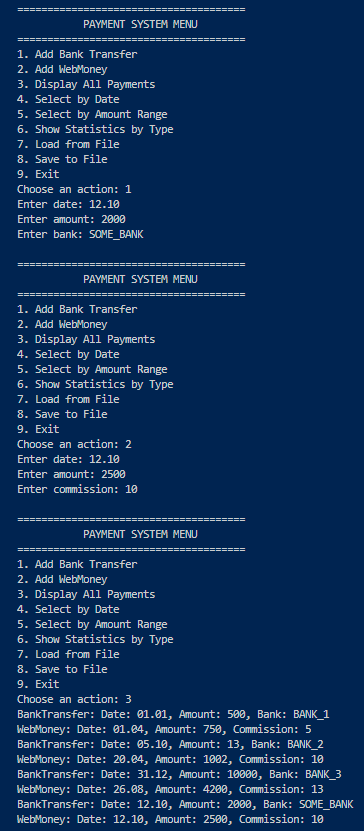 ======================================
PAYMENT SYSTEM MENU
======================================
1. Add Bank Transfer
2. Add WebMoney
3. Display All Payments
4. Select by Date
5. Select by Amount Range
6. Show Statistics by Type
7. Load from File
8. Save to File
9. Exit
Choose an action: 1
Enter date: 12.10
Enter amount: 2000
Enter bank: SOME_BANK
======================================
PAYMENT SYSTEM MENU
======================================
1. Add Bank Transfer
2. Add WebMoney
3. Display All Payments
4. Select by Date
5. Select by Amount Range
6. Show Statistics by Type
7. Load from File
8. Save to File
9. Exit
Choose an action: 2
Enter date: 12.10
Enter amount: 2500
Enter commission: 10
======================================
PAYMENT SYSTEM MENU
======================================
1. Add Bank Transfer
2. Add WebMoney
3. Display All Payments
4. Select by Date
5. Select by Amount Range
6. Show Statistics by Type
7. Load from File
8. Save to File
9. Exit
Choose an action: 3
BankTransfer: Date: 01.01, Amount: 500, Bank: BANK_1
WebMoney: Date: 01.04, Amount: 750, Commission: 5
BankTransfer: Date: 05.10, Amount: 13, Bank: BANK_2
WebMoney: Date: 20.04, Amount: 1002, Commission: 10
BankTransfer: Date: 31.12, Amount: 10000, Bank: BANK_3
WebMoney: Date: 26.08, Amount: 4200, Commission: 13
BankTransfer: Date: 12.10, Amount: 2000, Bank: SOME_BANK
WebMoney: Date: 12.10, Amount: 2500, Commission: 10